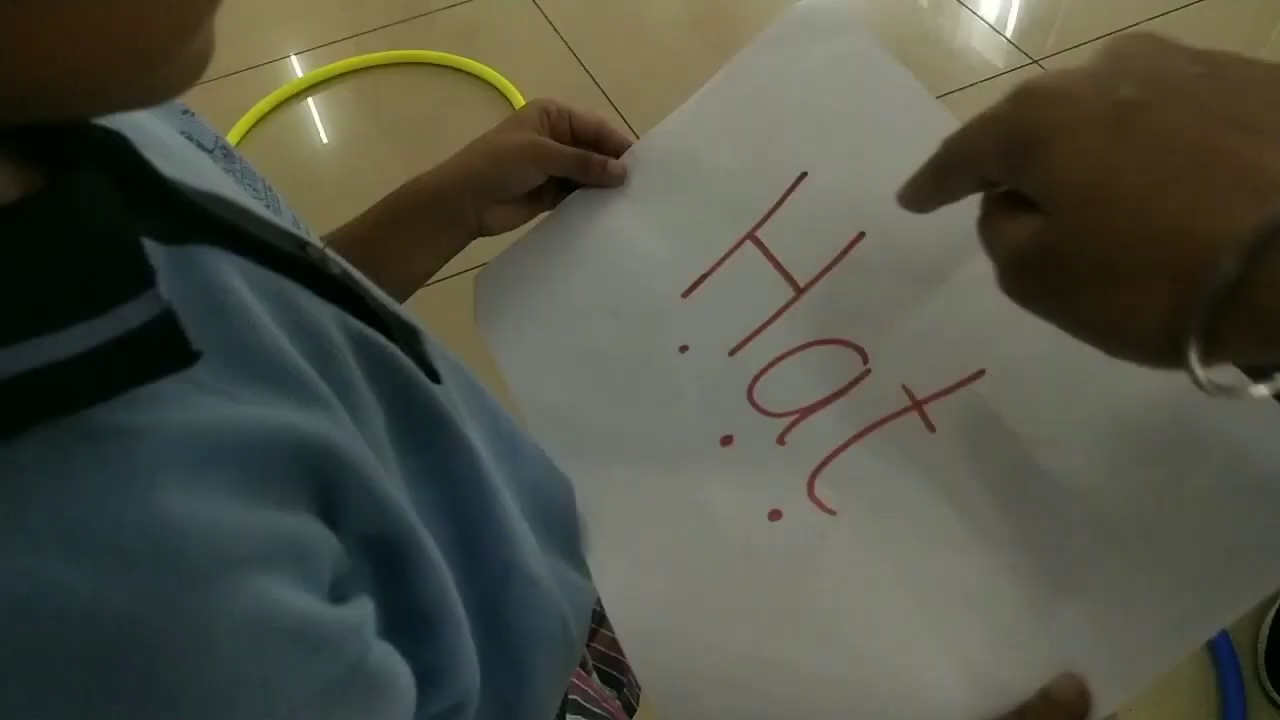 Hat
. . .